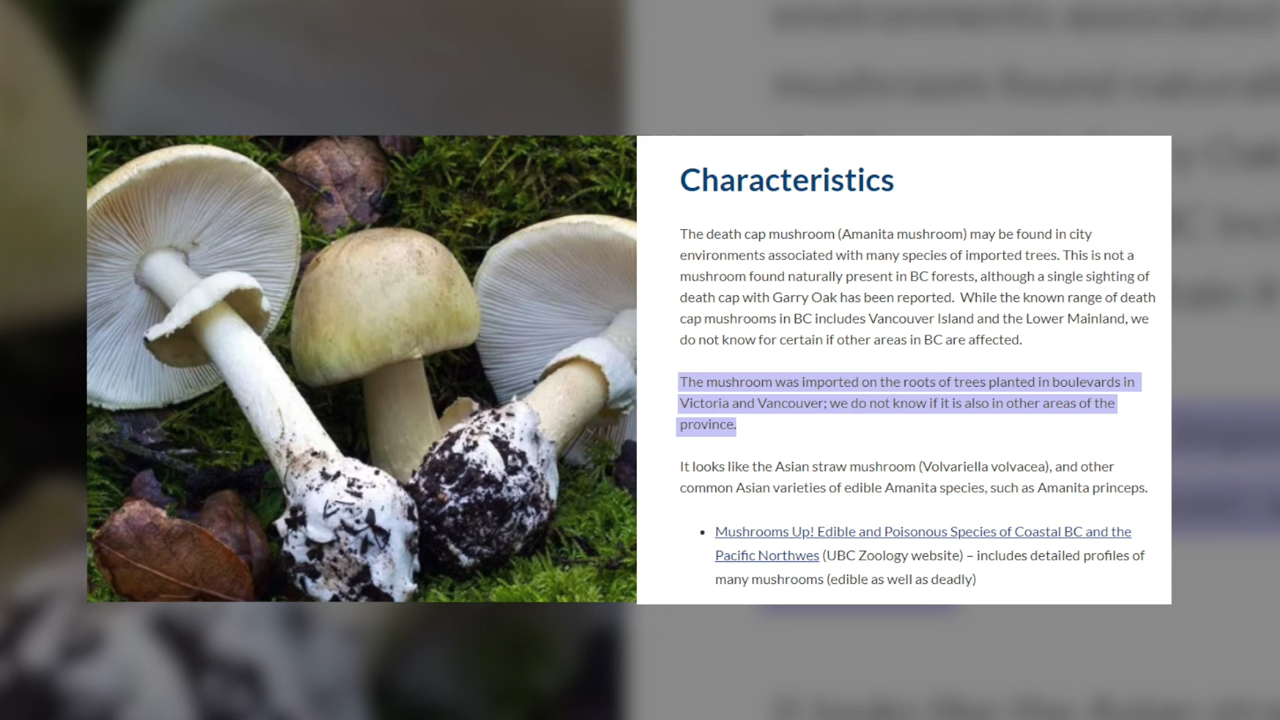 Characteristics
The death cap mushroom (Amanita mushroom) may be found in city
environments associated with many species of imported trees. This is not a
mushroom found naturally present in BC forests, although a single sighting of
death cap with Garry Oak has been reported.  While the known range of death
cap mushrooms in BC includes Vancouver Island and the Lower Mainland, we
do not know for certain if other areas in BC are affected.
The mushroom was imported on the roots of trees planted in boulevards in
Victoria and Vancouver; we do not know if it is also in other areas of the
province.
It looks like the Asian straw mushroom (Volvariella volvacea), and other
common Asian varieties of edible Amanita species, such as Amanita princeps.
• Mushrooms Up! Edible and Poisonous Species of Coastal BC and the
Pacific Northwes (UBC Zoology website) – includes detailed profiles of
many mushrooms (edible as well as deadly)